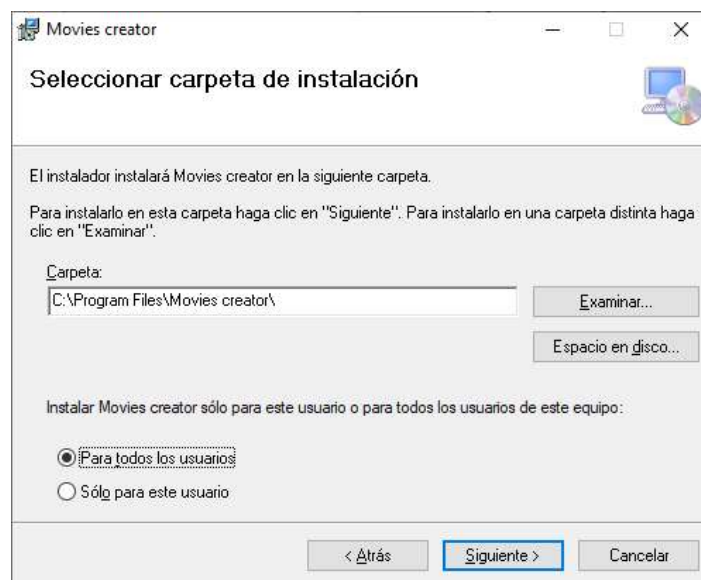 Movies creator
Seleccionar carpeta de instalación
El instalador instalará Movies creator en la siguiente carpeta.
Para instalarlo en esta carpeta haga clic en "Siguiente". Para instalarlo en una carpeta distinta haga
clic en "Examinar".
Carpeta:
C:\Program Files\Movies creator\
Examinar...
Espacio en disco...
Instalar Movies creator sólo para este usuario o para todos los usuarios de este equipo:
Para todos los usuarios
Sólo para este usuario
< Atrás
Siguiente >
Cancelar